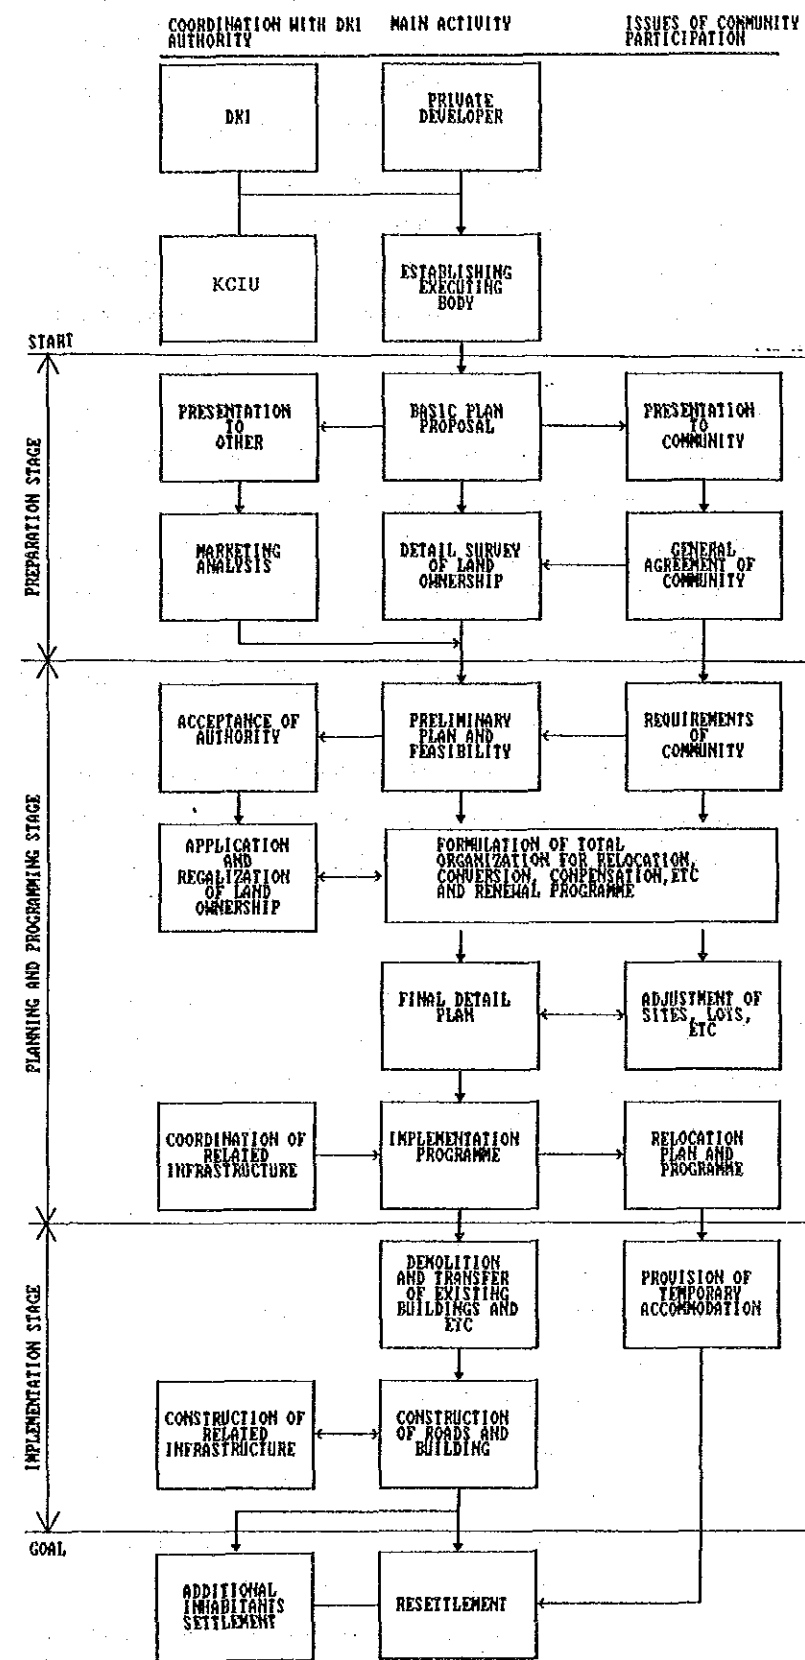 COORDINATION WITH DKI
AUTHORITY
MAIN ACTIVITY
ISSUES OF COMMUNITY
PARTICIPATION
DKI
PRIVATE
DEVELOPER
KCIU
ESTABLISHING
EXECUTING
BODY
START
PREPARATION STAGE
PRESENTATION
TO
OTHER
BASIC PLAN
PROPOSAL
PRESENTATION
TO
COMMUNITY
MARKETING
ANALYSIS
DETAIL SURVEY
OF LAND
OWNERSHIP
GENERAL
AGREEMENT OF
COMMUNITY
PLANNING AND PROGRAMMING STAGE
ACCEPTANCE OF
AUTHORITY
PRELIMINARY
PLAN AND
FEASIBILITY
REQUIREMENTS
OF
COMMUNITY
APPLICATION
AND
REGALIZATION
OF LAND
OWNERSHIP
FORMULATION OF TOTAL
ORGANIZATION FOR RELOCATION,
CONVERSION, CONPENSATION,ETC
AND RENEWAL PROGRAMME
FINAL DETAIL
PLAN
ADJUSTMENT OF
SITES, LOTS,
ETC
COORDINATION OF
RELATED
INFRASTRUCTURE
IMPLEMENTATION
PROGRAMME
RELOCATION
PLAN AND
PROGRAMME
IMPLEMENTATION STAGE
DEMOLITION
AND TRANSFER
OF EXISTING
BUILDINGS AND
ETC
PROVISION OF
TEMPORARY
ACCOMMODATION
CONSTRUCTION OF
RELATED
INFRASTRUCTURE
CONSTRUCTION
OF ROADS AND
BUILDING
GOAL
ADDITIONAL
INHABITANTS
SETTLEMENT
RESETTLEMENT